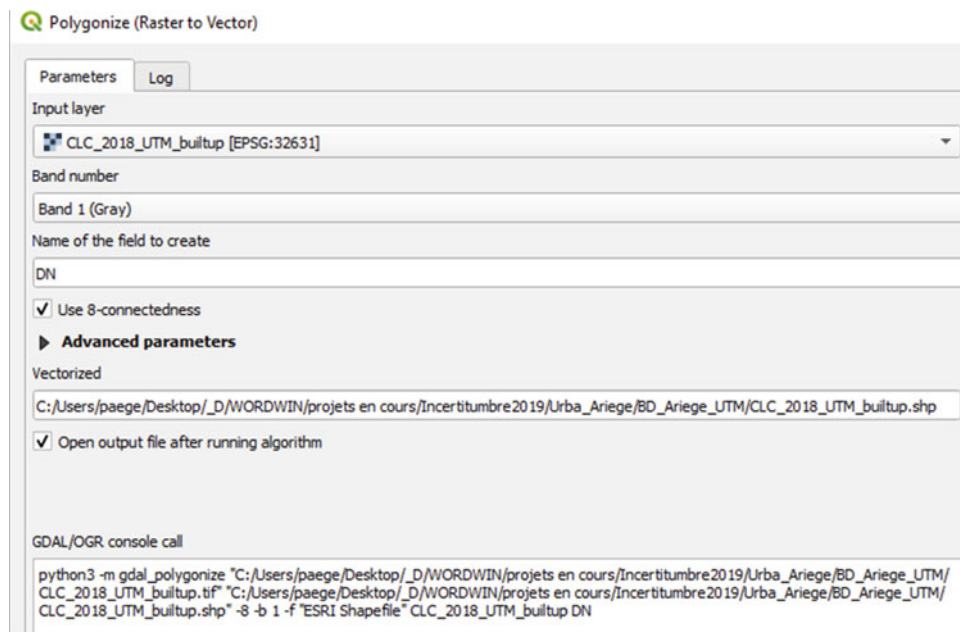 Polygonize (Raster to Vector)
Parameters Log
Input layer
CLC_2018_UTM_builtup [EPSG:32631]
Band number
Band 1 (Gray)
Name of the field to create
DN
Use 8-connectedness
Advanced parameters
Vectorized
C:/Users/paege/Desktop/_D/WORDWIN/projets en cours/Incertitumbre2019/Urba_Ariege/BD_Ariege_UTM/CLC_2018_UTM_builtup.shp
Open output file after running algorithm
GDAL/OGR console call
python3 -m gdal_polygonize "C:/Users/paege/Desktop/_D/WORDWIN/projets en cours/Incertitumbre2019/Urba_Ariege/BD_Ariege_UTM/
CLC_2018_UTM_builtup.tif" "C:/Users/paege/Desktop/_D/WORDWIN/projets en cours/Incertitumbre2019/Urba_Ariege/BD_Ariege_UTM/
CLC_2018_UTM_builtup.shp" -8 -b 1 -f "ESRI Shapefile" CLC_2018_UTM_builtup DN